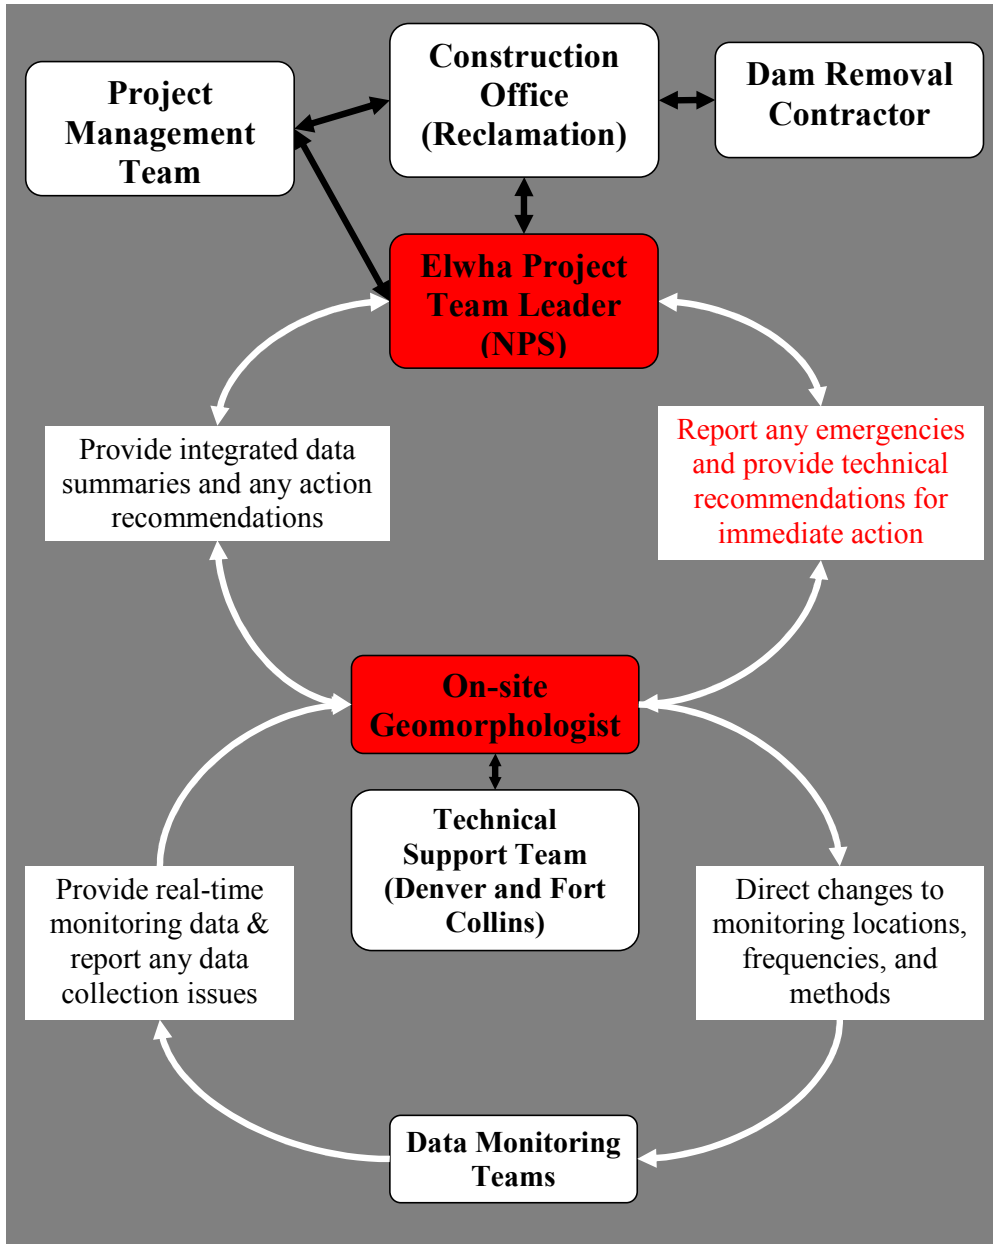 Project
Management
Team
Construction
Office
(Reclamation)
Dam Removal
Contractor
Elwha Project
Team Leader
(NPS)
Provide integrated data
summaries and any action
recommendations
Report any emergencies
and provide technical
recommendations for
immediate action
On-site
Geomorphologist
Technical
Support Team
(Denver and Fort
Collins)
Provide real-time
monitoring data &
report any data
collection issues
Direct changes to
monitoring locations,
frequencies, and
methods
Data Monitoring
Teams